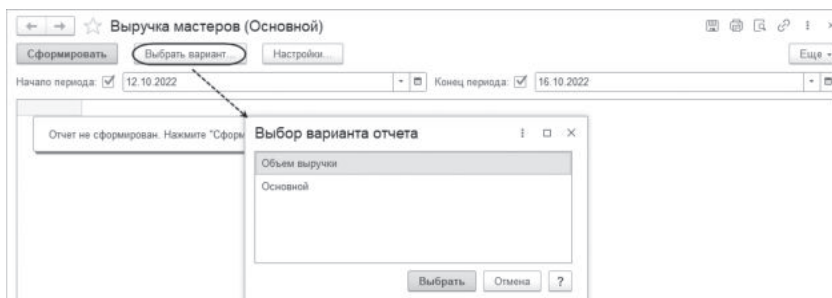 Выручка мастеров (Основной)
Сформировать Выбрать вариант... Настройки... Еще
Начало периода: 12.10.2022 Конец периода: 16.10.2022
Отчет не сформирован. Нажмите "Сформ
Выбор варианта отчета
Объем выручки
Основной
Выбрать Отмена ?